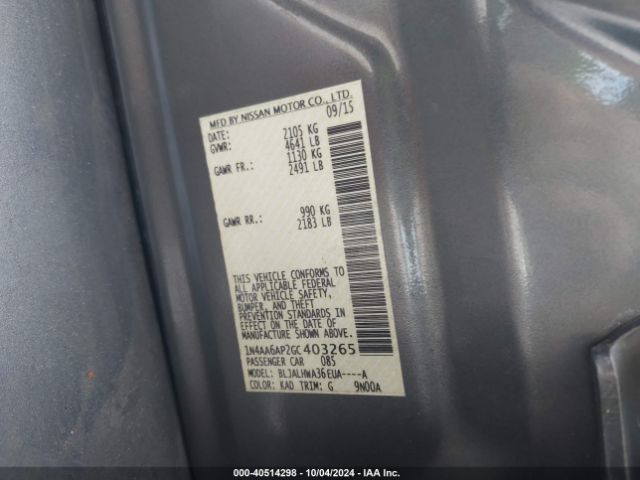 MFD BY NISSAN MOTOR CO., LTD.
DATE: 09/15
GVWR: 2105 KG
4641 LB
GAWR FR.: 1130 KG
2491 LB
GAWR RR.: 990 KG
2183 LB
THIS VEHICLE CONFORMS TO
ALL APPLICABLE FEDERAL
MOTOR VEHICLE SAFETY,
BUMPER, AND THEFT
PREVENTION STANDARDS IN
EFFECT ON THE DATE OF
MANUFACTURE SHOWN ABOVE.
1N4AA6AP2GC403265
PASSENGER CAR 085
MODEL: BLJALHWA36EUA----A
COLOR: KAD TRIM: G 9N00A
000-40514298 - 10/04/2024 - IAA Inc.